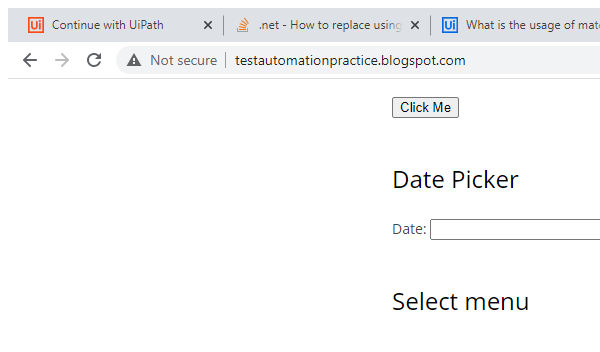 Ui Continue with UiPath .net - How to replace using Ui What is the usage of mat
Not secure testautomationpractice.blogspot.com
Click Me
Date Picker
Date:
Select menu